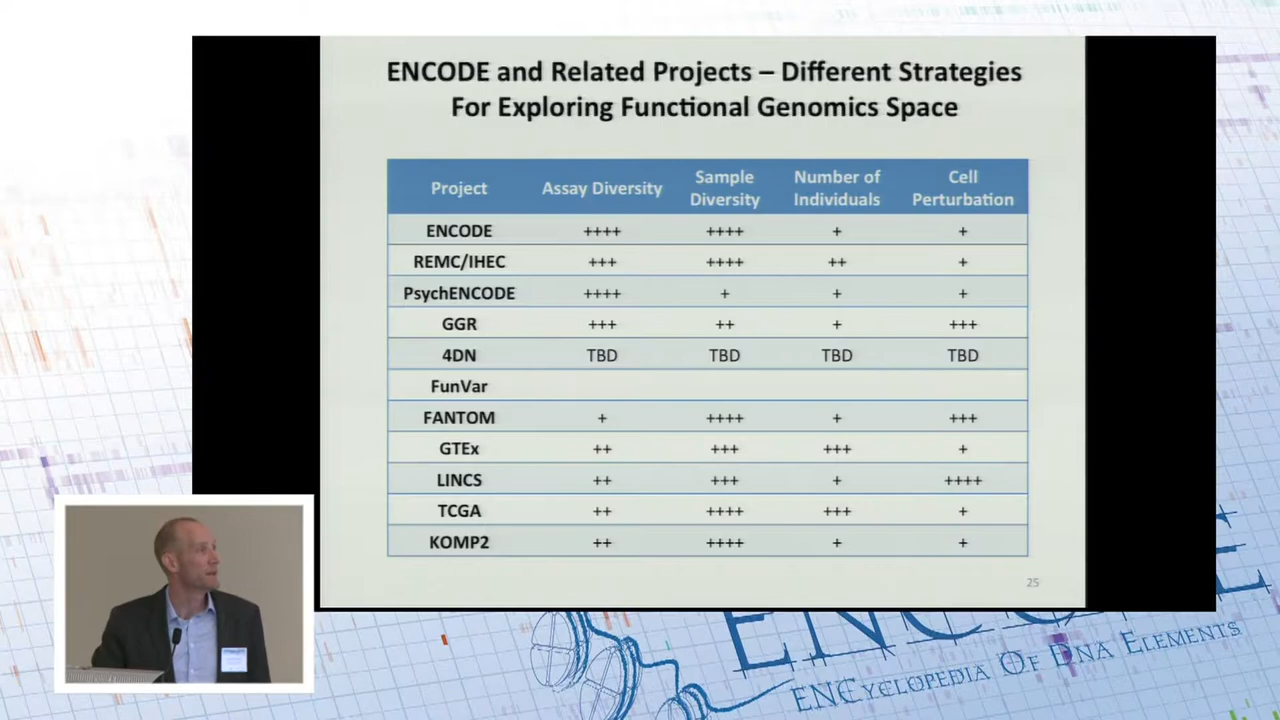 ENCODE and Related Projects – Different Strategies
For Exploring Functional Genomics Space
Project Assay Diversity Sample Diversity Number of Individuals Cell Perturbation
ENCODE ++++ ++++ + +
REMC/IHEC +++ ++++ ++ +
PsychENCODE ++++ + + +
GGR +++ ++ + +++
4DN TBD TBD TBD TBD
FunVar
FANTOM + ++++ + +++
GTEx ++ +++ +++ +
LINCS ++ +++ + ++++
TCGA ++ ++++ +++ +
KOMP2 ++ ++++ + +
25
ENCyclopedia Of DNA Elements